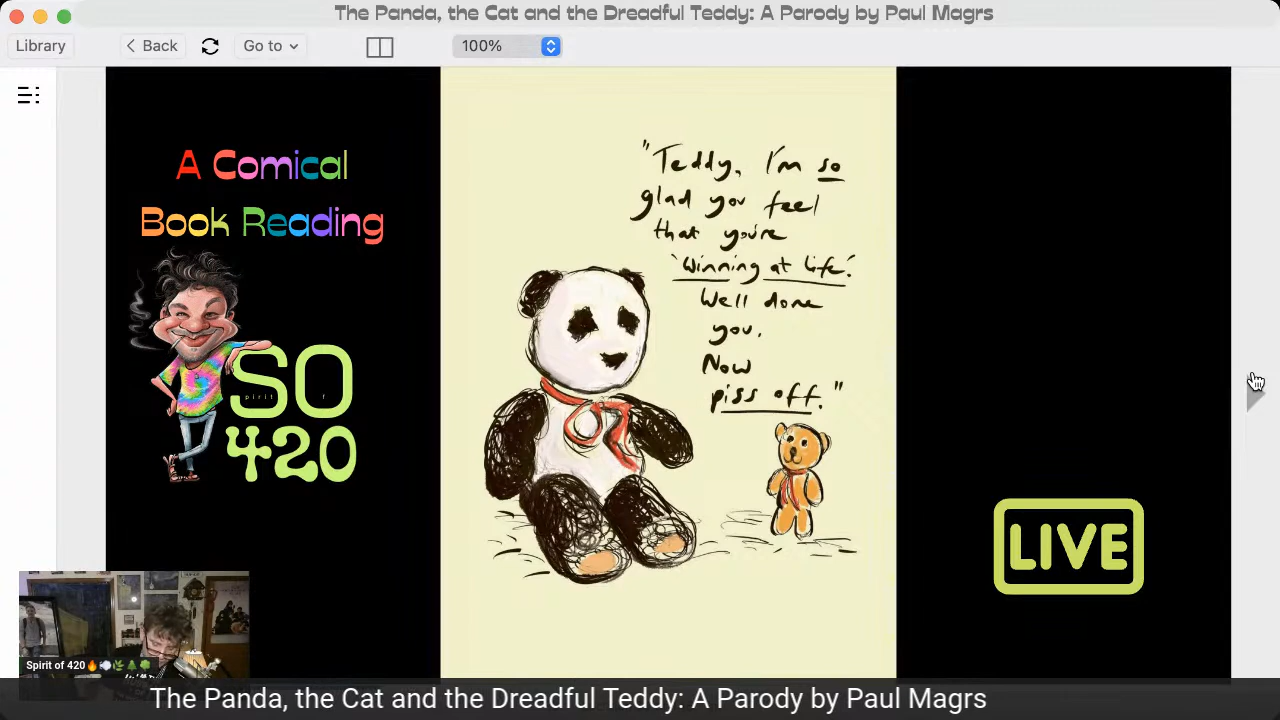 The Panda, the Cat and the Dreadful Teddy: A Parody by Paul Magrs
Library
Back
Go to
100%
A Comical
Book Reading
SO
pirit f
420
"Teddy, I'm so
glad you feel
that you're
'Winning at life'.
Well done
you.
Now
piss off."
LIVE
Spirit of 420
The Panda, the Cat and the Dreadful Teddy: A Parody by Paul Magrs